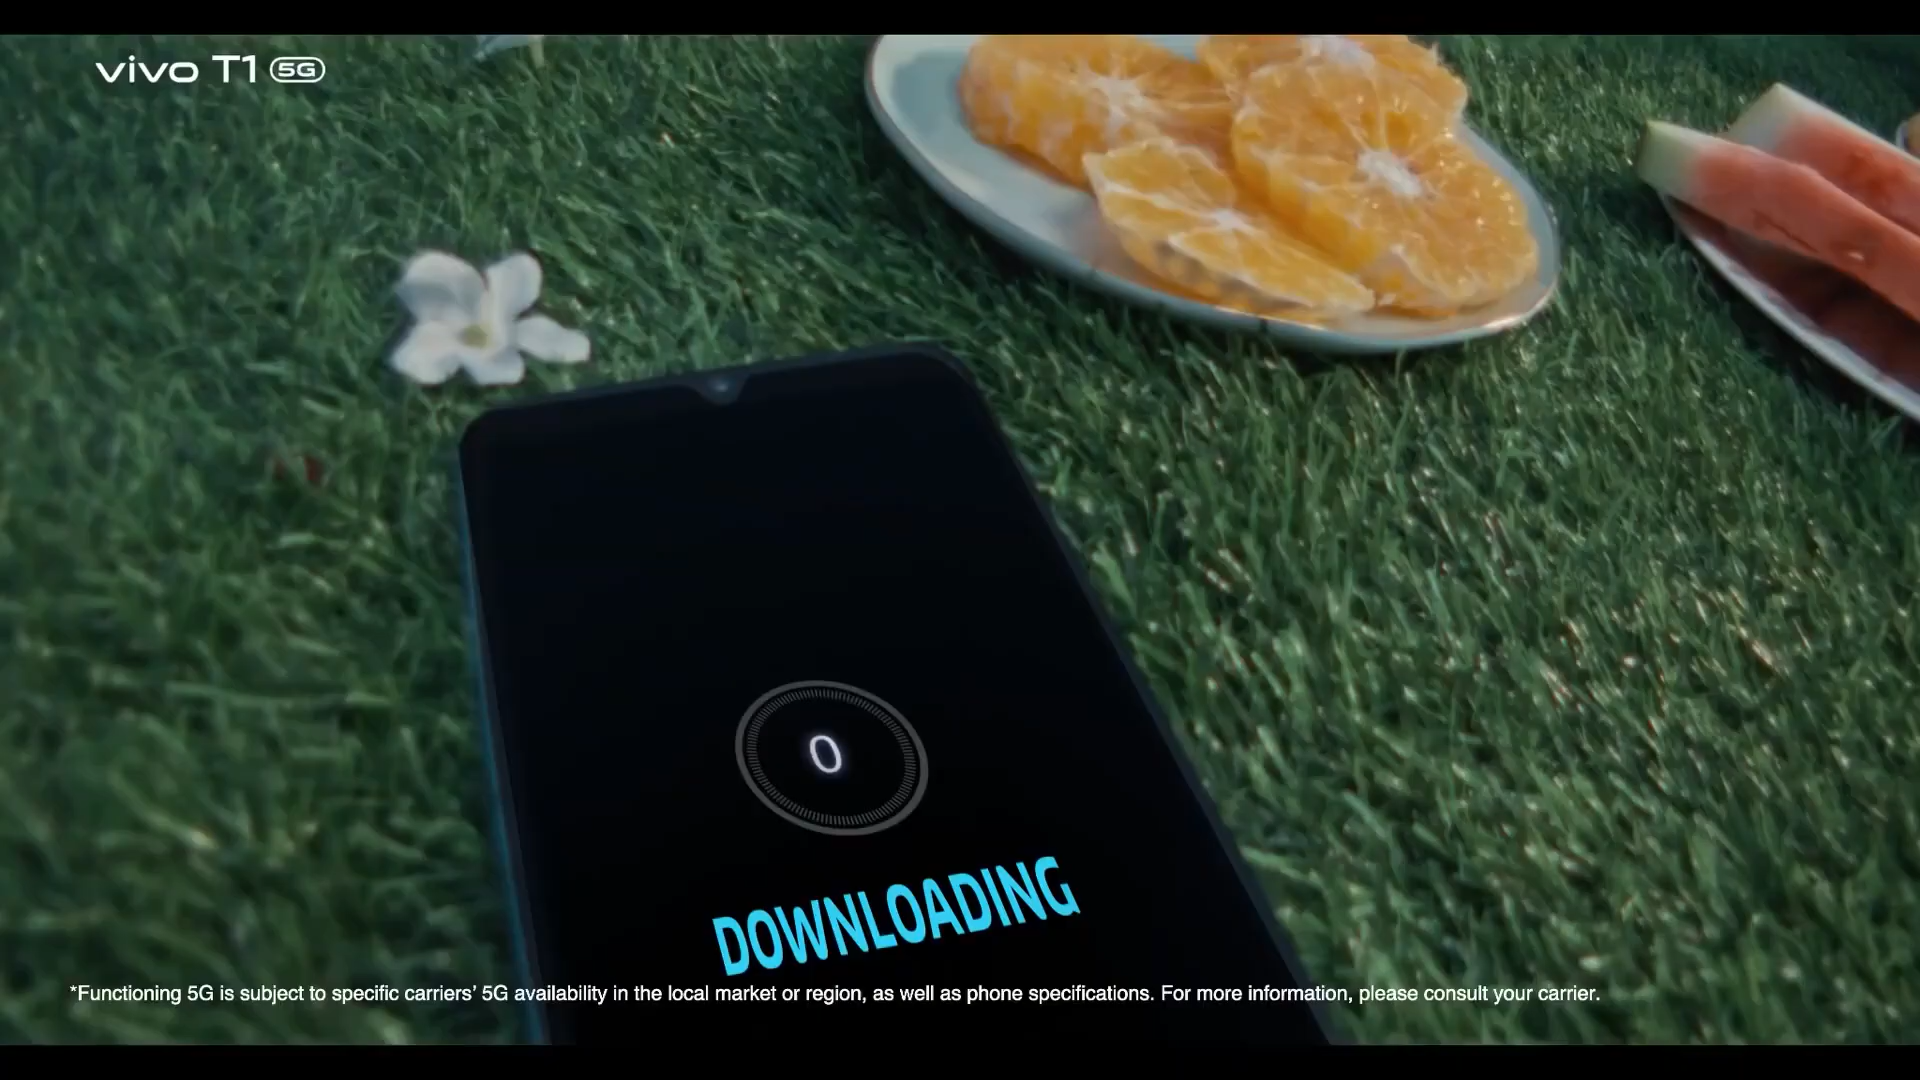 vivo T1 5G
0
DOWNLOADING
*Functioning 5G is subject to specific carriers' 5G availability in the local market or region, as well as phone specifications. For more information, please consult your carrier.